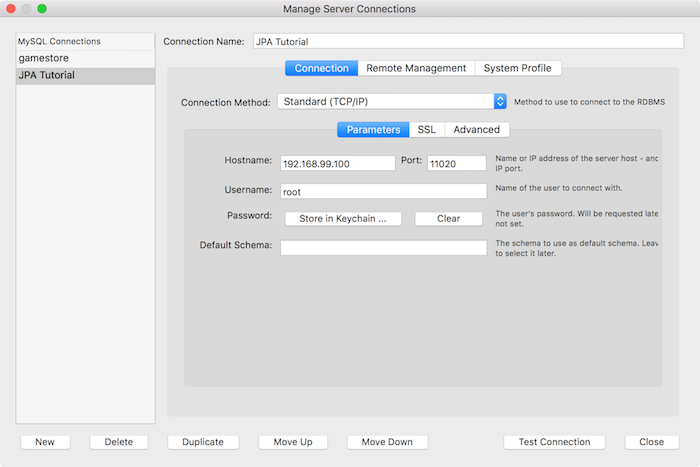 Manage Server Connections
MySQL Connections
gamestore
JPA Tutorial
Connection Name: JPA Tutorial
Connection Remote Management System Profile
Connection Method: Standard (TCP/IP) Method to use to connect to the RDBMS
Parameters SSL Advanced
Hostname: 192.168.99.100 Port: 11020 Name or IP address of the server host - and
IP port.
Username: root Name of the user to connect with.
Password: Store in Keychain ... Clear The user's password. Will be requested late
not set.
Default Schema: The schema to use as default schema. Leav
to select it later.
New Delete Duplicate Move Up Move Down Test Connection Close